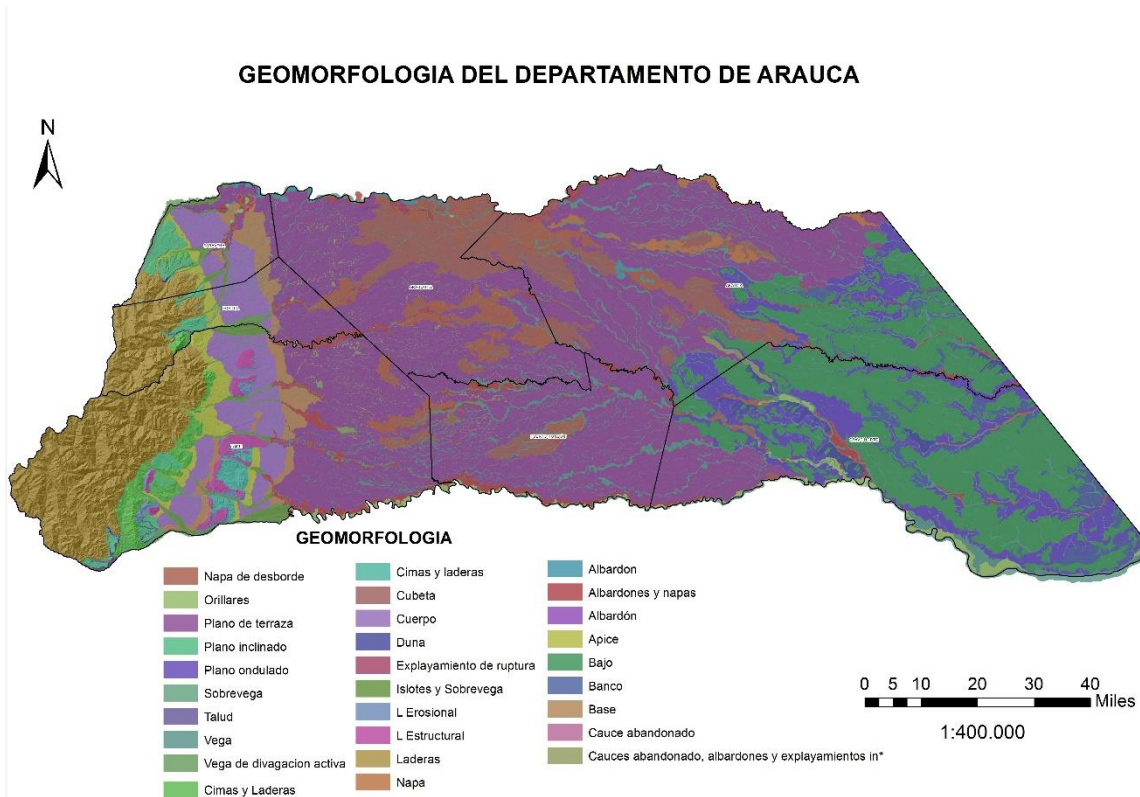 GEOMORFOLOGIA DEL DEPARTAMENTO DE ARAUCA
N
GEOMORFOLOGIA
Napa de desborde
Orillares
Plano de terraza
Plano inclinado
Plano ondulado
Sobrevega
Talud
Vega
Vega de divagacion activa
Cimas y Laderas
Cimas y laderas
Cubeta
Cuerpo
Duna
Explayamiento de ruptura
Islotes y Sobrevega
L Erosional
L Estructural
Laderas
Napa
Albardon
Albardones y napas
Albardón
Apice
Bajo
Banco
Base
Cauce abandonado
Cauces abandonado, albardones y explayamientos in*
0 5 10 20 30 40
Miles
1:400.000